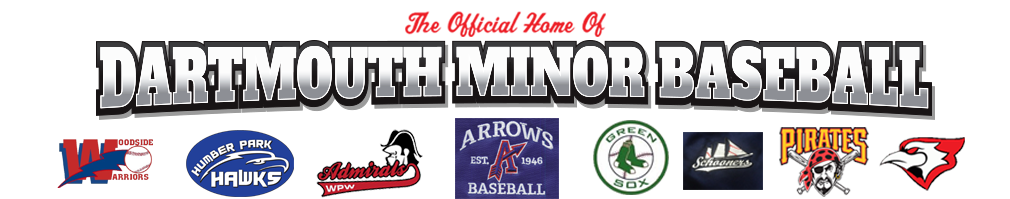 The Official Home Of
DARTMOUTH MINOR BASEBALL
WOODSIDE
WARRIORS
HUMBER PARK
HAWKS
Admirals
WPW
ARROWS
EST. A 1946
BASEBALL
GREEN
SOX
Schooners
PIRATES